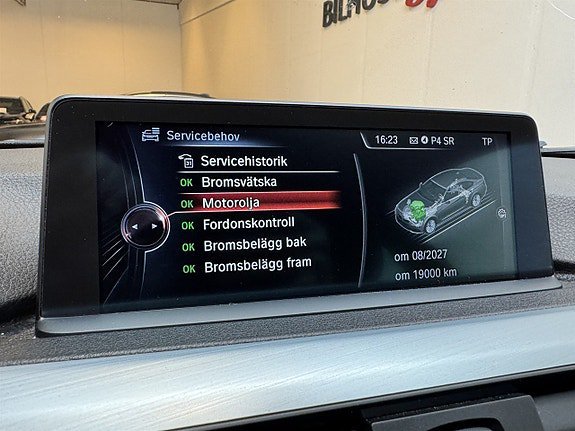 Servicebehov
16:23 P4 SR TP
Servicehistorik
OK Bromsvätska
OK Motorolja
OK Fordonskontroll
OK Bromsbelägg bak
OK Bromsbelägg fram
om 08/2027
om 19000 km